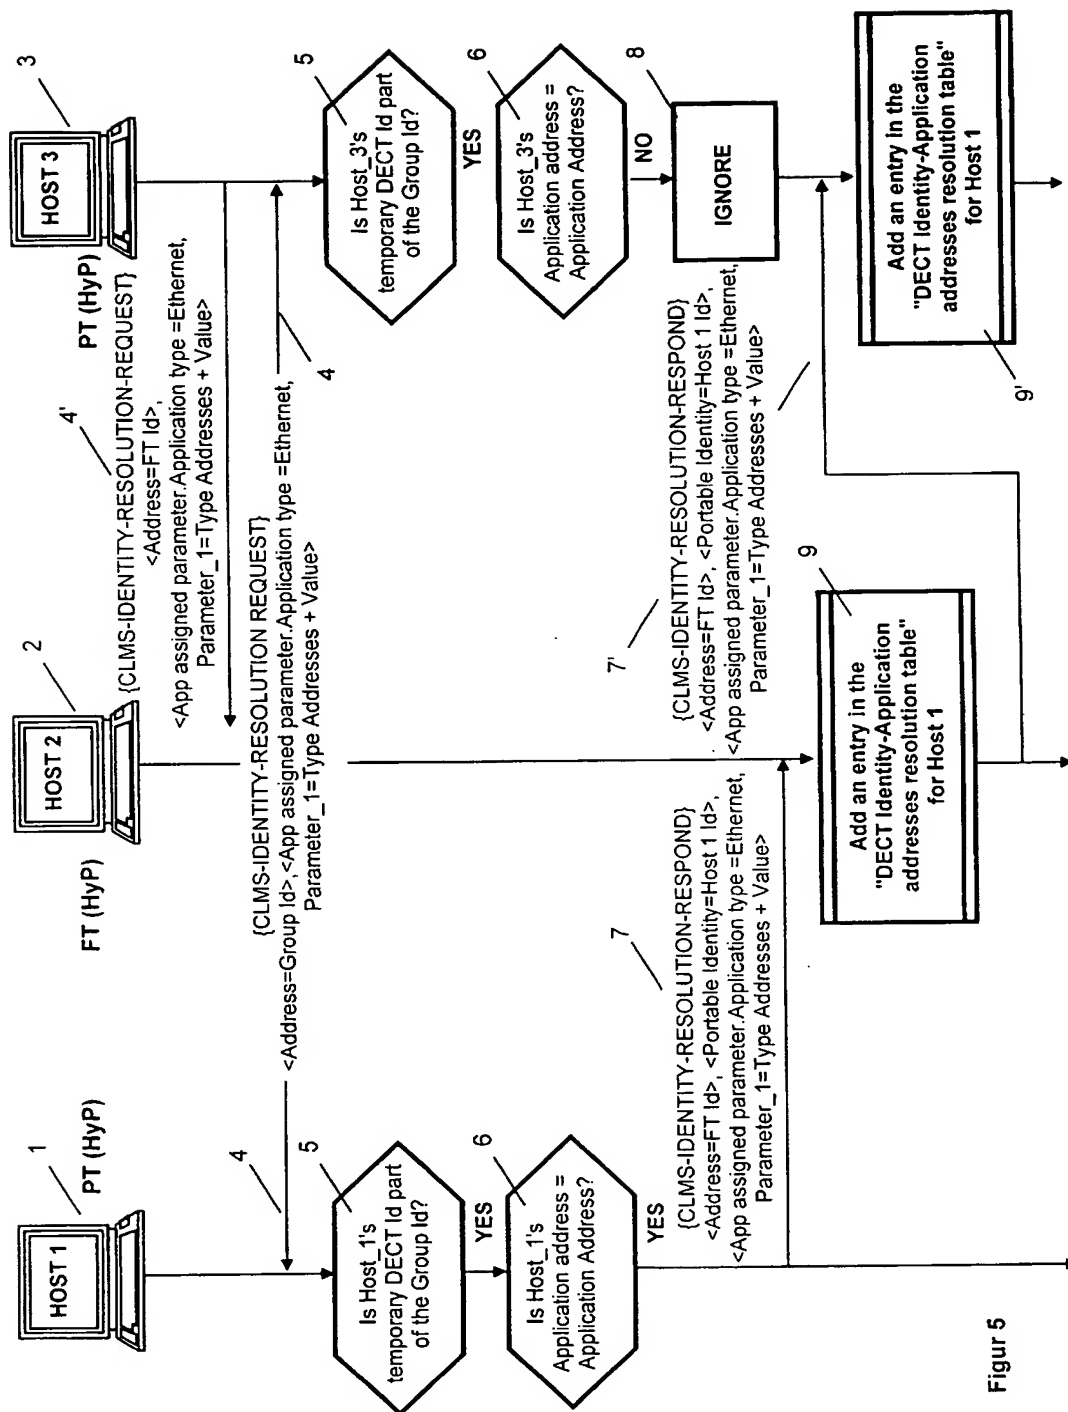 HOST 1
1
PT (HyP)
HOST 2
2
FT (HyP)
HOST 3
3
PT (HyP)
4'
{CLMS-IDENTITY-RESOLUTION-REQUEST}
<Address=FT Id>,
<App assigned parameter.Application type =Ethernet,
Parameter_1=Type Addresses + Value>
{CLMS-IDENTITY-RESOLUTION REQUEST}
<Address=Group Id>,<App assigned parameter.Application type =Ethernet,
Parameter_1=Type Addresses + Value>
4
4
5
Is Host_1's
temporary DECT Id part
of the Group Id?
YES
6
Is Host_1's
Application address =
Application Address?
YES
5
Is Host_3's
temporary DECT Id part
of the Group Id?
YES
6
Is Host_3's
Application address =
Application Address?
NO
8
IGNORE
7
{CLMS-IDENTITY-RESOLUTION-RESPOND}
<Address=FT Id>, <Portable Identity=Host 1 Id>,
<App assigned parameter.Application type =Ethernet,
Parameter_1=Type Addresses + Value>
7'
{CLMS-IDENTITY-RESOLUTION-RESPOND}
<Address=FT Id>, <Portable Identity=Host 1 Id>,
<App assigned parameter.Application type =Ethernet,
Parameter_1=Type Addresses + Value>
9
Add an entry in the
"DECT Identity-Application
addresses resolution table"
for Host 1
9'
Add an entry in the
"DECT Identity-Application
addresses resolution table"
for Host 1
Figur 5